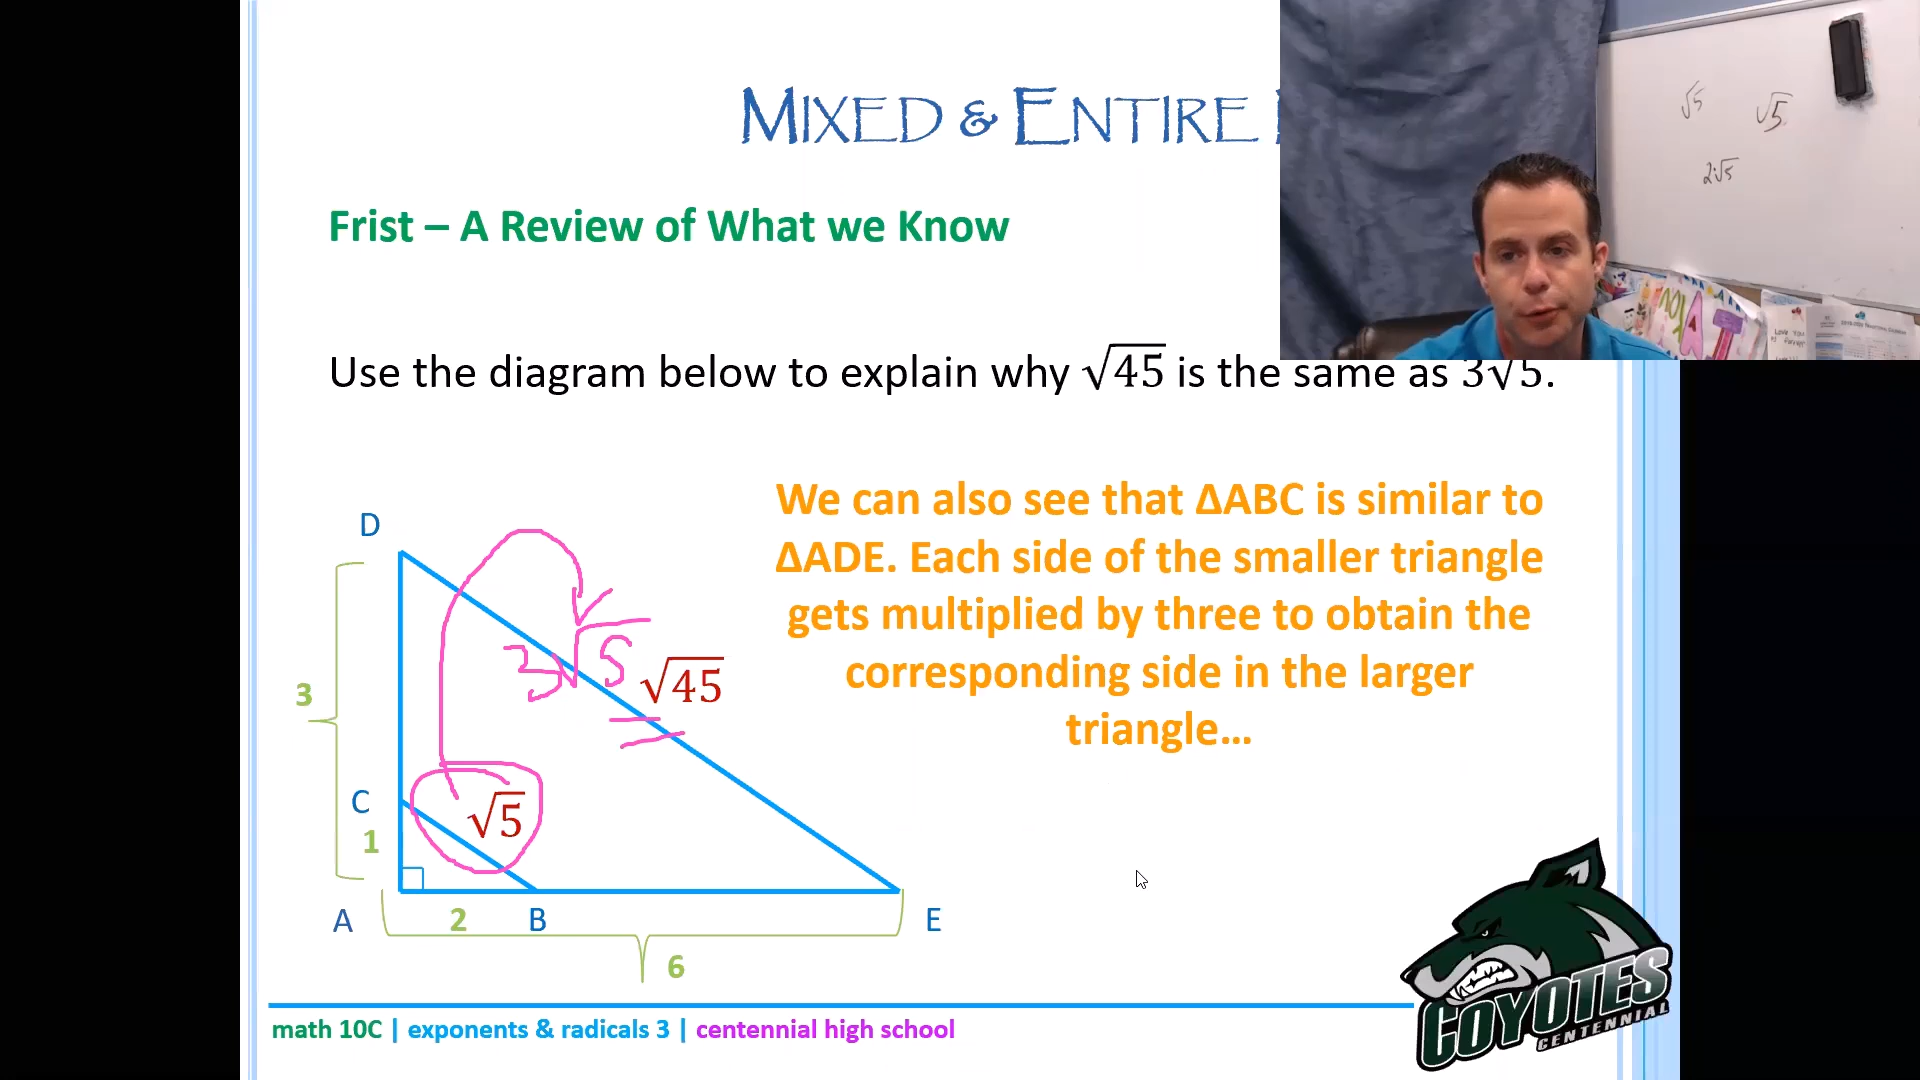 MIXED & ENTIRE
Frist – A Review of What we Know
√5
√5
2√5
Use the diagram below to explain why √45 is the same as 3√5.
We can also see that ΔABC is similar to
ΔADE. Each side of the smaller triangle
gets multiplied by three to obtain the
corresponding side in the larger
triangle...
D
3√5
√45
3
C
√5
1
A
2
B
E
6
math 10C | exponents & radicals 3 | centennial high school
COYOTES
CENTENNIAL